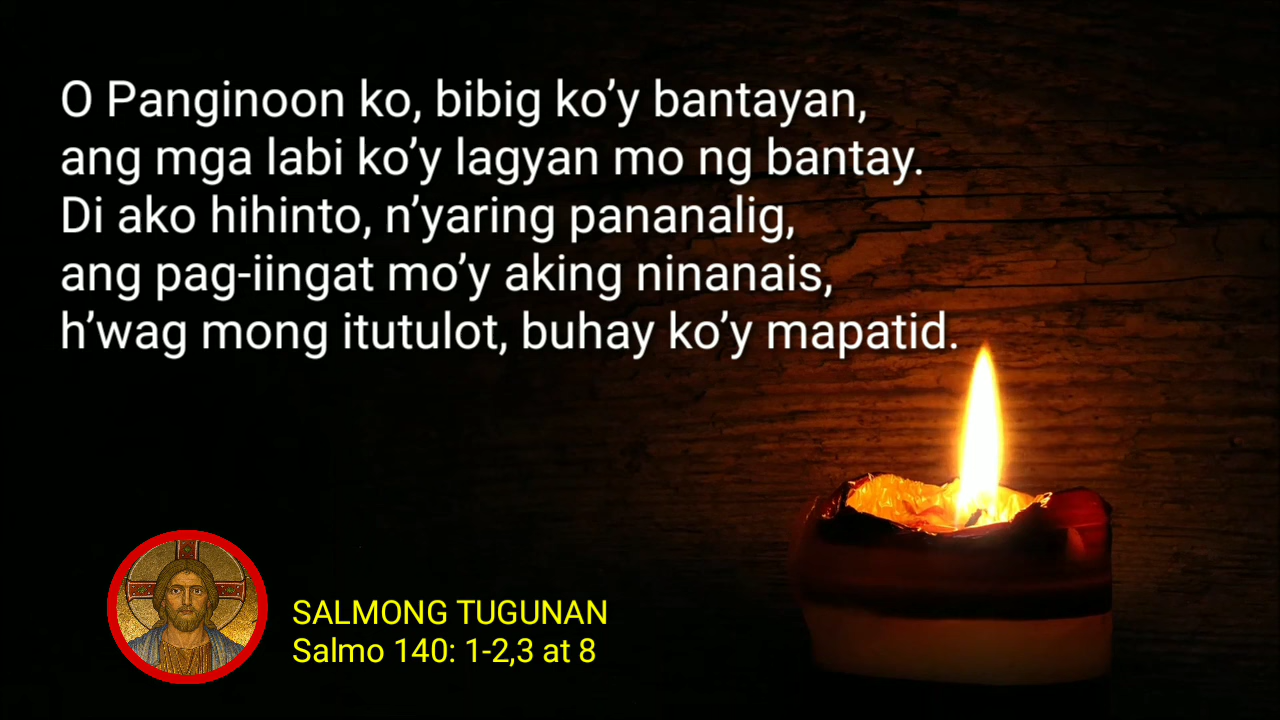 O Panginoon ko, bibig ko’y bantayan,
ang mga labi ko’y lagyan mo ng bantay.
Di ako hihinto, n’yaring pananalig,
ang pag-iingat mo’y aking ninanais,
h’wag mong itutulot, buhay ko’y mapatid.
SALMONG TUGUNAN
Salmo 140: 1-2,3 at 8